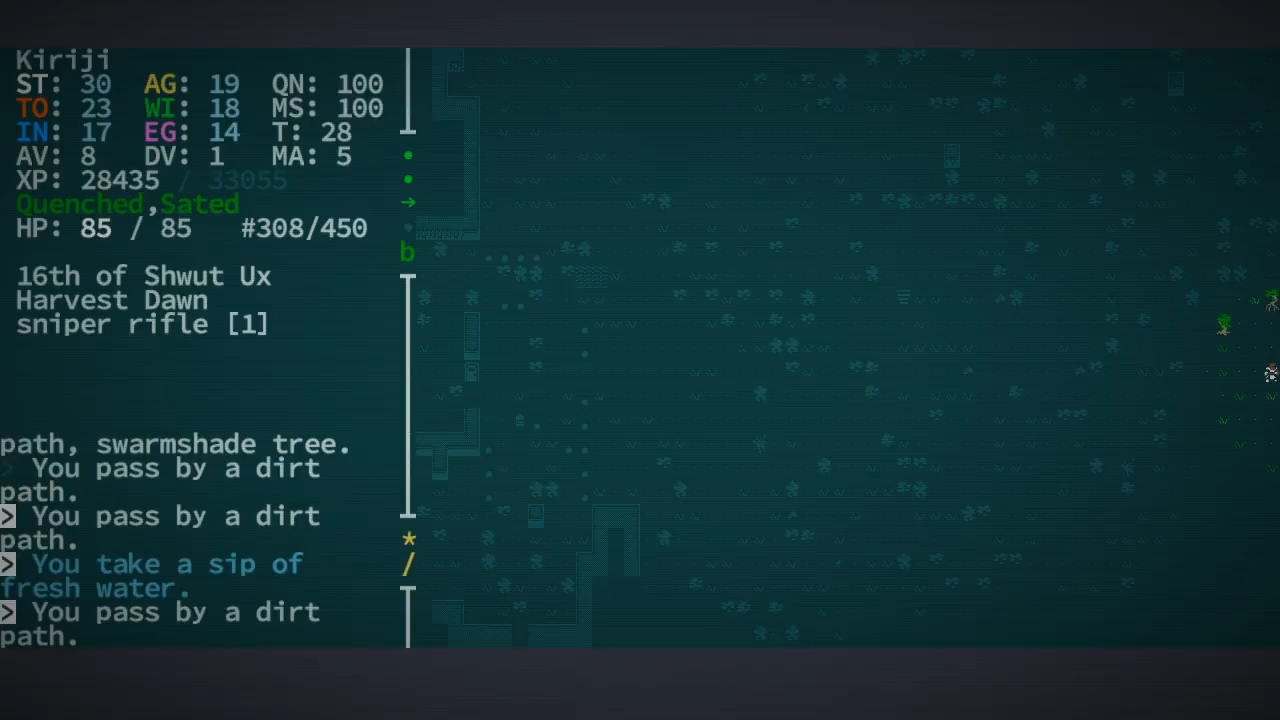 Kiriji
ST: 30 AG: 19 QN: 100
TO: 23 WI: 18 MS: 100
IN: 17 EG: 14 T: 28
AV: 8 DV: 1 MA: 5
XP: 28435 / 33055
Quenched,Sated
HP: 85 / 85 #308/450
b
16th of Shwut Ux
Harvest Dawn
sniper rifle [1]
path, swarmshade tree.
> You pass by a dirt
path.
> You pass by a dirt
path.
*
> You take a sip of
/
fresh water.
> You pass by a dirt
path.